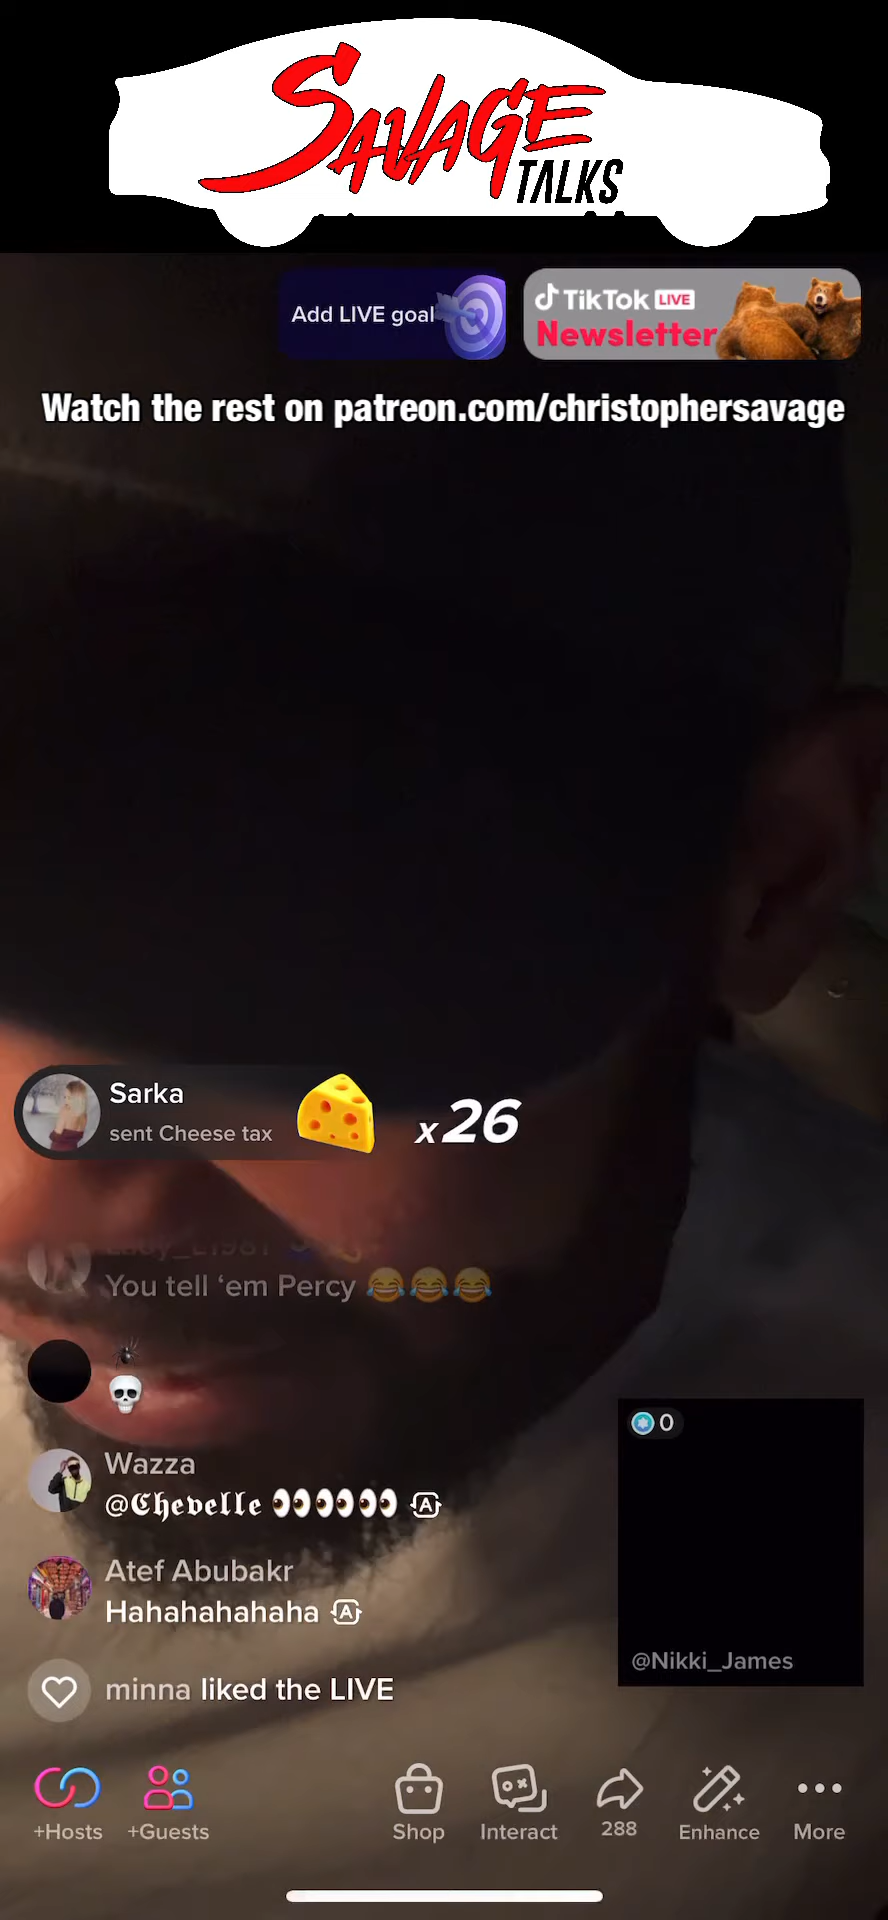 SAVAGE
TALKS
Add LIVE goal
TikTok LIVE
Newsletter
Watch the rest on patreon.com/christophersavage
Sarka
sent Cheese tax
x26
You tell ‘em Percy 😂😂😂
🕷
💀
Wazza
@𝕮𝖍𝖊𝖛𝖊𝖑𝖑𝖊 👀👀👀
Atef Abubakr
Hahahahahaha
minna liked the LIVE
0
@Nikki_James
+Hosts
+Guests
Shop
Interact
288
Enhance
More